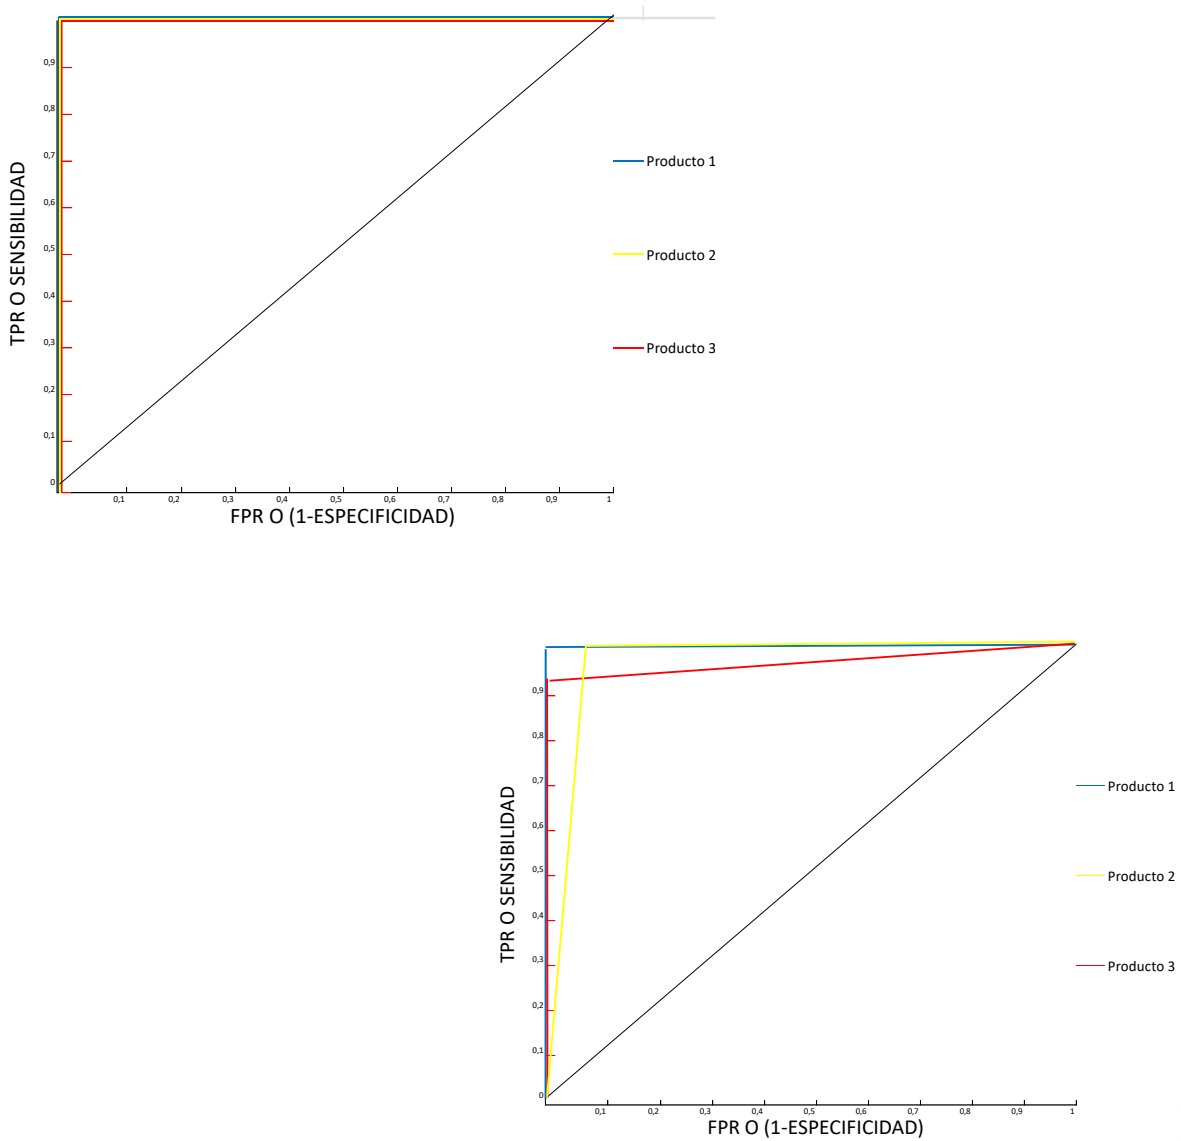 0,9
0,8
0,7
0,6
0,5
0,4
0,3
0,2
0,1
0
TPR O SENSIBILIDAD
0,1 0,2 0,3 0,4 0,5 0,6 0,7 0,8 0,9 1
FPR O (1-ESPECIFICIDAD)
Producto 1
Producto 2
Producto 3
0,9
0,8
0,7
0,6
0,5
0,4
0,3
0,2
0,1
0
TPR O SENSIBILIDAD
0,1 0,2 0,3 0,4 0,5 0,6 0,7 0,8 0,9 1
FPR O (1-ESPECIFICIDAD)
Producto 1
Producto 2
Producto 3